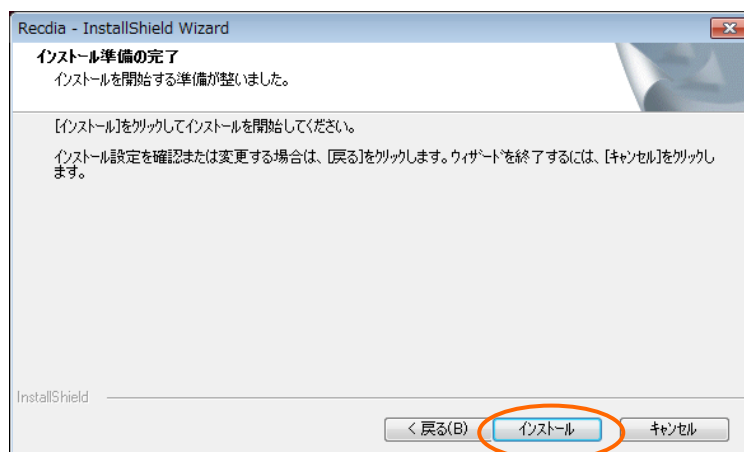 Recdia - InstallShield Wizard
インストール準備の完了
インストールを開始する準備が整いました。
[インストール]をクリックしてインストールを開始してください。
インストール設定を確認または変更する場合は、[戻る]をクリックします。ウィザードを終了するには、[キャンセル]をクリックし
ます。
InstallShield
< 戻る(B)
インストール
キャンセル